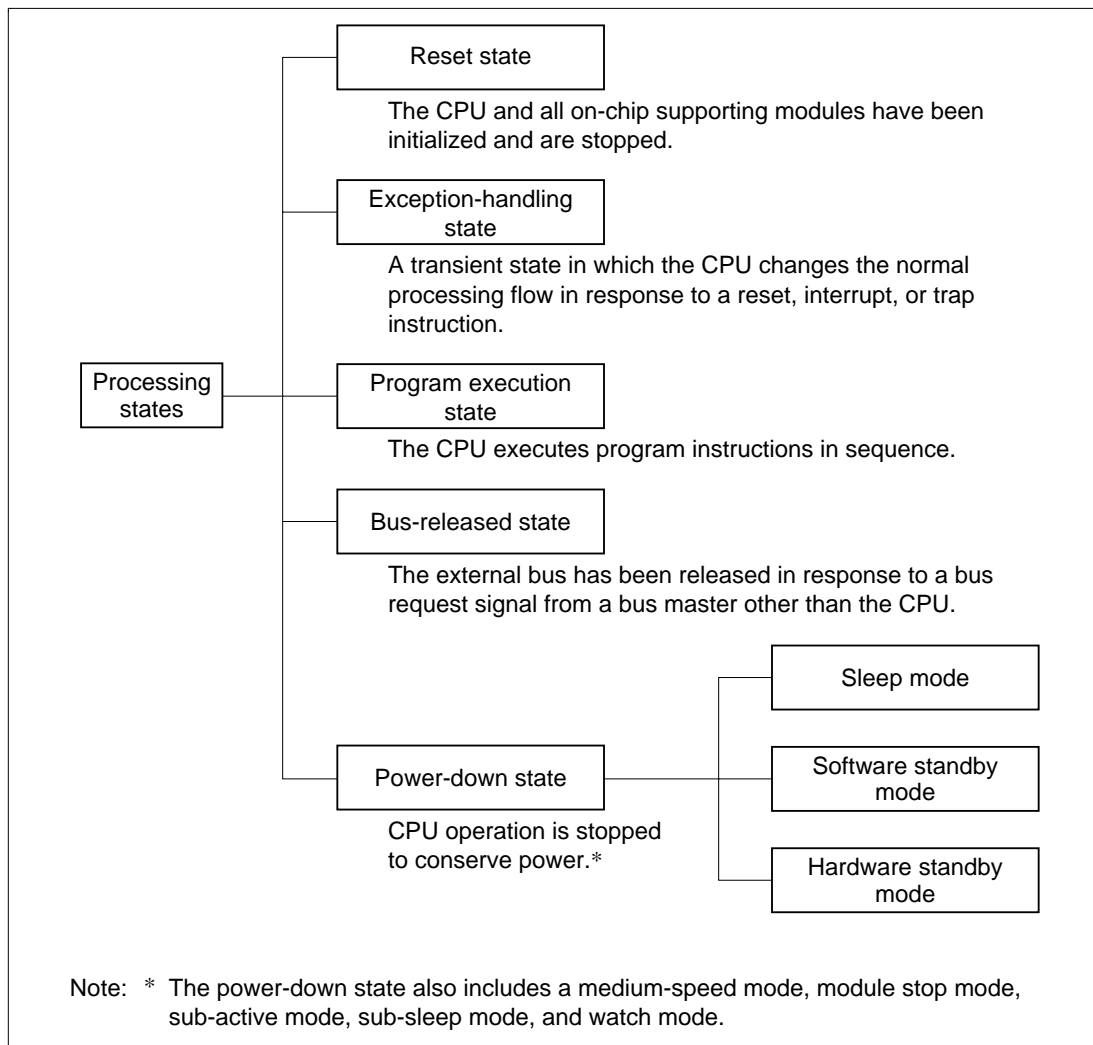 Reset state
The CPU and all on-chip supporting modules have been
initialized and are stopped.
Exception-handling
state
A transient state in which the CPU changes the normal
processing flow in response to a reset, interrupt, or trap
instruction.
Processing
states
Program execution
state
The CPU executes program instructions in sequence.
Bus-released state
The external bus has been released in response to a bus
request signal from a bus master other than the CPU.
Sleep mode
Power-down state
CPU operation is stopped
to conserve power.*
Software standby
mode
Hardware standby
mode
Note: * The power-down state also includes a medium-speed mode, module stop mode,
sub-active mode, sub-sleep mode, and watch mode.